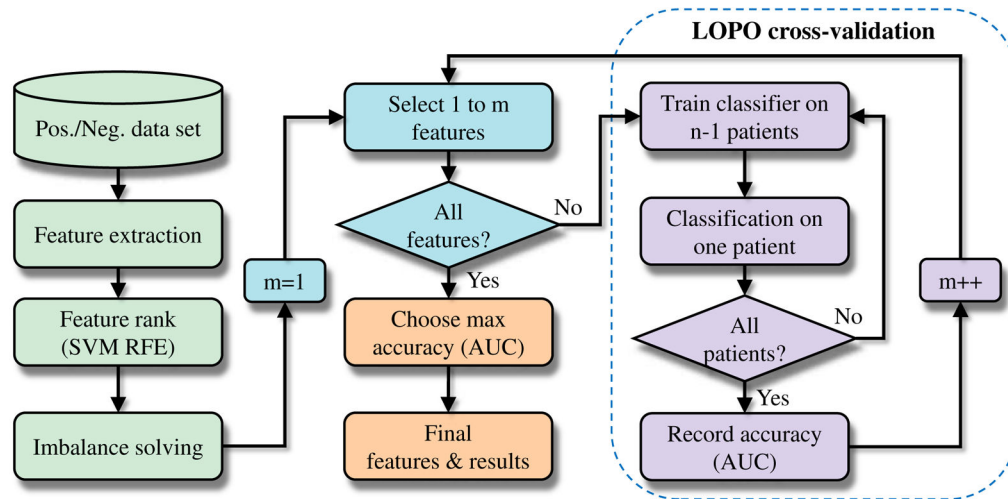 LOPO cross-validation
Pos./Neg. data set
Feature extraction
Feature rank
(SVM RFE)
Imbalance solving
m=1
Select 1 to m
features
All
features?
No
Yes
Choose max
accuracy (AUC)
Final
features & results
Train classifier on
n-1 patients
Classification on
one patient
All
patients?
No
Yes
Record accuracy
(AUC)
m++